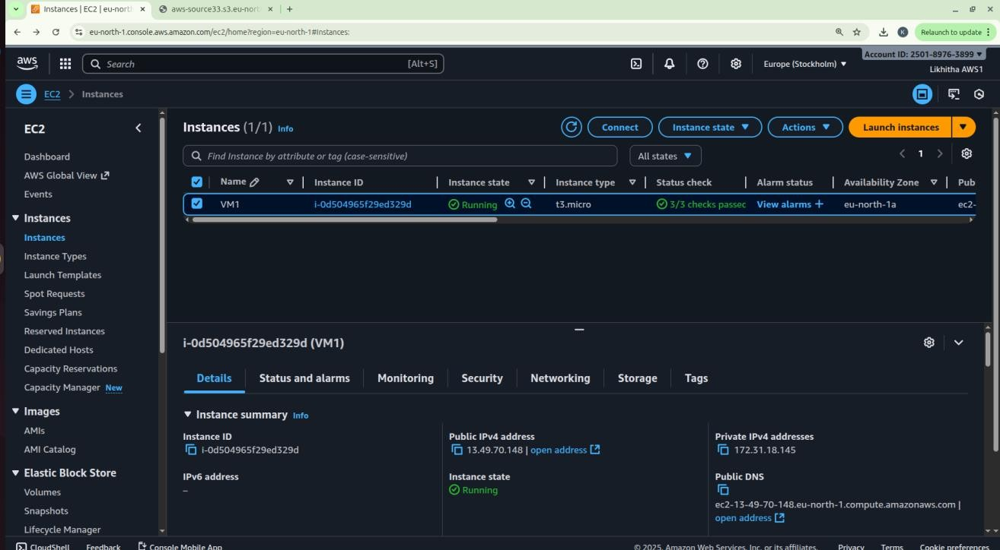 Instances | EC2 | eu-nort
aws-source33.s3.eu-nort
eu-north-1.console.aws.amazon.com/ec2/home?region=eu-north-1#Instances:
K
Relaunch to update
aws
Search
[Alt+S]
Europe (Stockholm)
Account ID: 2501-8976-3899
Likhitha AWS1
EC2 > Instances
EC2
Dashboard
AWS Global View
Events
Instances
Instances
Instance Types
Launch Templates
Spot Requests
Savings Plans
Reserved Instances
Dedicated Hosts
Capacity Reservations
Capacity Manager New
Images
AMIs
AMI Catalog
Elastic Block Store
Volumes
Snapshots
Lifecycle Manager
Instances (1/1) Info
Connect
Instance state
Actions
Launch instances
Find Instance by attribute or tag (case-sensitive)
All states
1
Name Instance ID Instance state Instance type Status check Alarm status Availability Zone Pub
VM1 i-0d504965f29ed329d Running t3.micro 3/3 checks passec View alarms + eu-north-1a ec2-
i-0d504965f29ed329d (VM1)
Details Status and alarms Monitoring Security Networking Storage Tags
Instance summary Info
Instance ID
i-0d504965f29ed329d
Public IPv4 address
13.49.70.148 | open address
Private IPv4 addresses
172.31.18.145
IPv6 address
–
Instance state
Running
Public DNS
ec2-13-49-70-148.eu-north-1.compute.amazonaws.com |
open address
CloudShell Feedback Console Mobile App
© 2025, Amazon Web Services, Inc. or its affiliates. Privacy Terms Cookie preferences